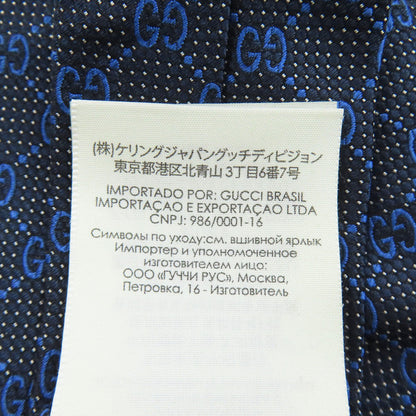 (株)ケリングジャパングッチディビジョン
東京都港区北青山3丁目6番7号
IMPORTADO POR: GUCCI BRASIL
IMPORTAÇAO E EXPORTAÇAO LTDA
CNPJ: 986/0001-16
Символы по уходу:см. вшивной ярлык
Импортер и уполномоченное
изготовителем лицо:
ООО «ГУЧЧИ РУС», Москва,
Петровка, 16 - Изготовитель